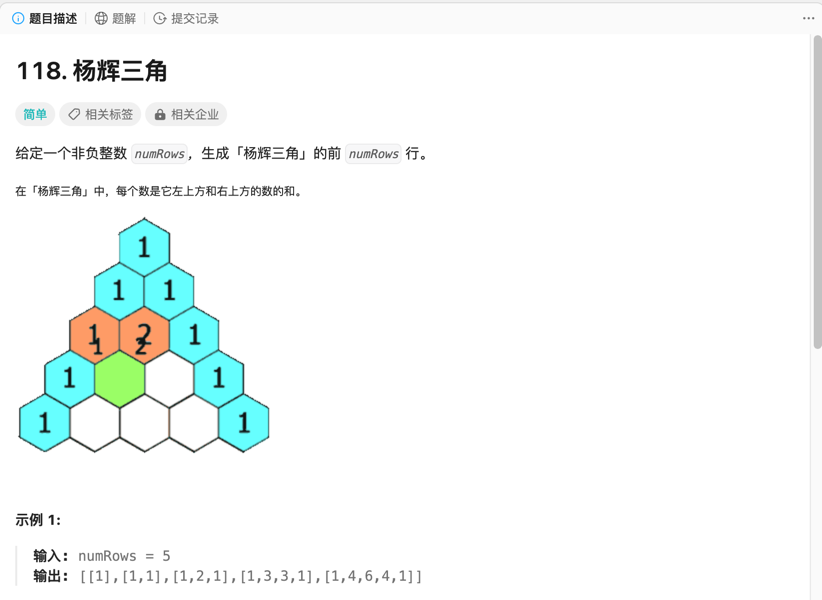 题目描述 题解 提交记录
118. 杨辉三角
简单 相关标签 相关企业
给定一个非负整数 numRows，生成「杨辉三角」的前 numRows 行。
在「杨辉三角」中，每个数是它左上方和右上方的数的和。
1
1 1
1 2 1
1 2
1 1
1 1
示例 1:
输入: numRows = 5
输出: [[1],[1,1],[1,2,1],[1,3,3,1],[1,4,6,4,1]]